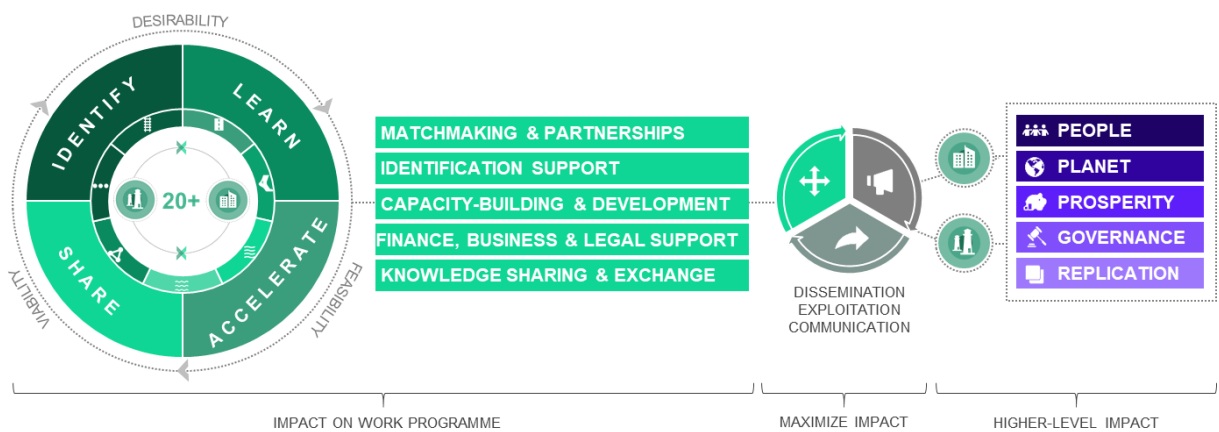 DESIRABILITY
IDENTIFY
LEARN
20+
SHARE
ACCELERATE
VIABILITY
FEASIBILITY
MATCHMAKING & PARTNERSHIPS
IDENTIFICATION SUPPORT
CAPACITY-BUILDING & DEVELOPMENT
FINANCE, BUSINESS & LEGAL SUPPORT
KNOWLEDGE SHARING & EXCHANGE
DISSEMINATION
EXPLOITATION
COMMUNICATION
PEOPLE
PLANET
PROSPERITY
GOVERNANCE
REPLICATION
IMPACT ON WORK PROGRAMME
MAXIMIZE IMPACT
HIGHER-LEVEL IMPACT